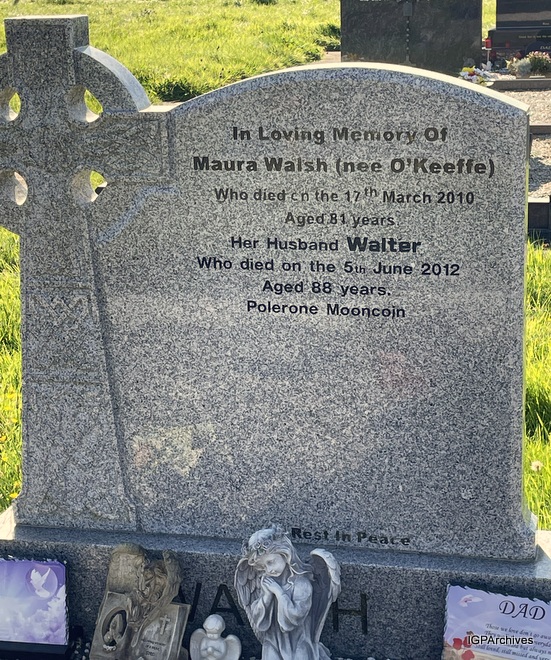 In Loving Memory Of
Maura Walsh (nee O'Keeffe)
Who died on the 17th March 2010
Aged 81 years
Her Husband Walter
Who died on the 5th June 2012
Aged 88 years.
Polerone Mooncoin
Rest In Peace
DAD
IGPArchives